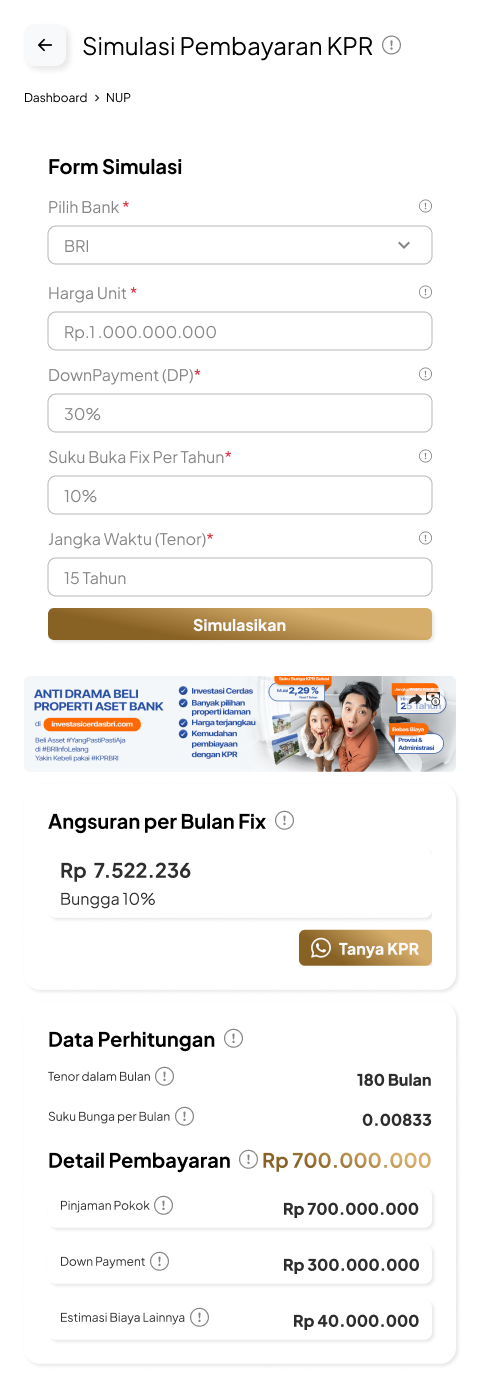 Simulasi Pembayaran KPR
Dashboard > NUP
Form Simulasi
Pilih Bank *
BRI
Harga Unit *
Rp.1.000.000.000
DownPayment (DP)*
30%
Suku Buka Fix Per Tahun*
10%
Jangka Waktu (Tenor)*
15 Tahun
Simulasikan
ANTI DRAMA BELI
PROPERTI ASET BANK
di investasicerdasbri.com
Beli Asset #YangPastiPastiAja
di #BRIInfoLelang
Yakin Kebeli pakai #KPRBRI
Investasi Cerdas
Banyak pilihan
properti idaman
Harga terjangkau
Kemudahan
pembiayaan
dengan KPR
Suku Bunga KPR Sekunder
Mulai 2,29 %
25 Tahun
Bebas Biaya
Provisi &
Administrasi
Angsuran per Bulan Fix
Rp 7.522.236
Bungga 10%
Tanya KPR
Data Perhitungan
Tenor dalam Bulan
180 Bulan
Suku Bunga per Bulan
0.00833
Detail Pembayaran
Rp 700.000.000
Pinjaman Pokok
Rp 700.000.000
Down Payment
Rp 300.000.000
Estimasi Biaya Lainnya
Rp 40.000.000